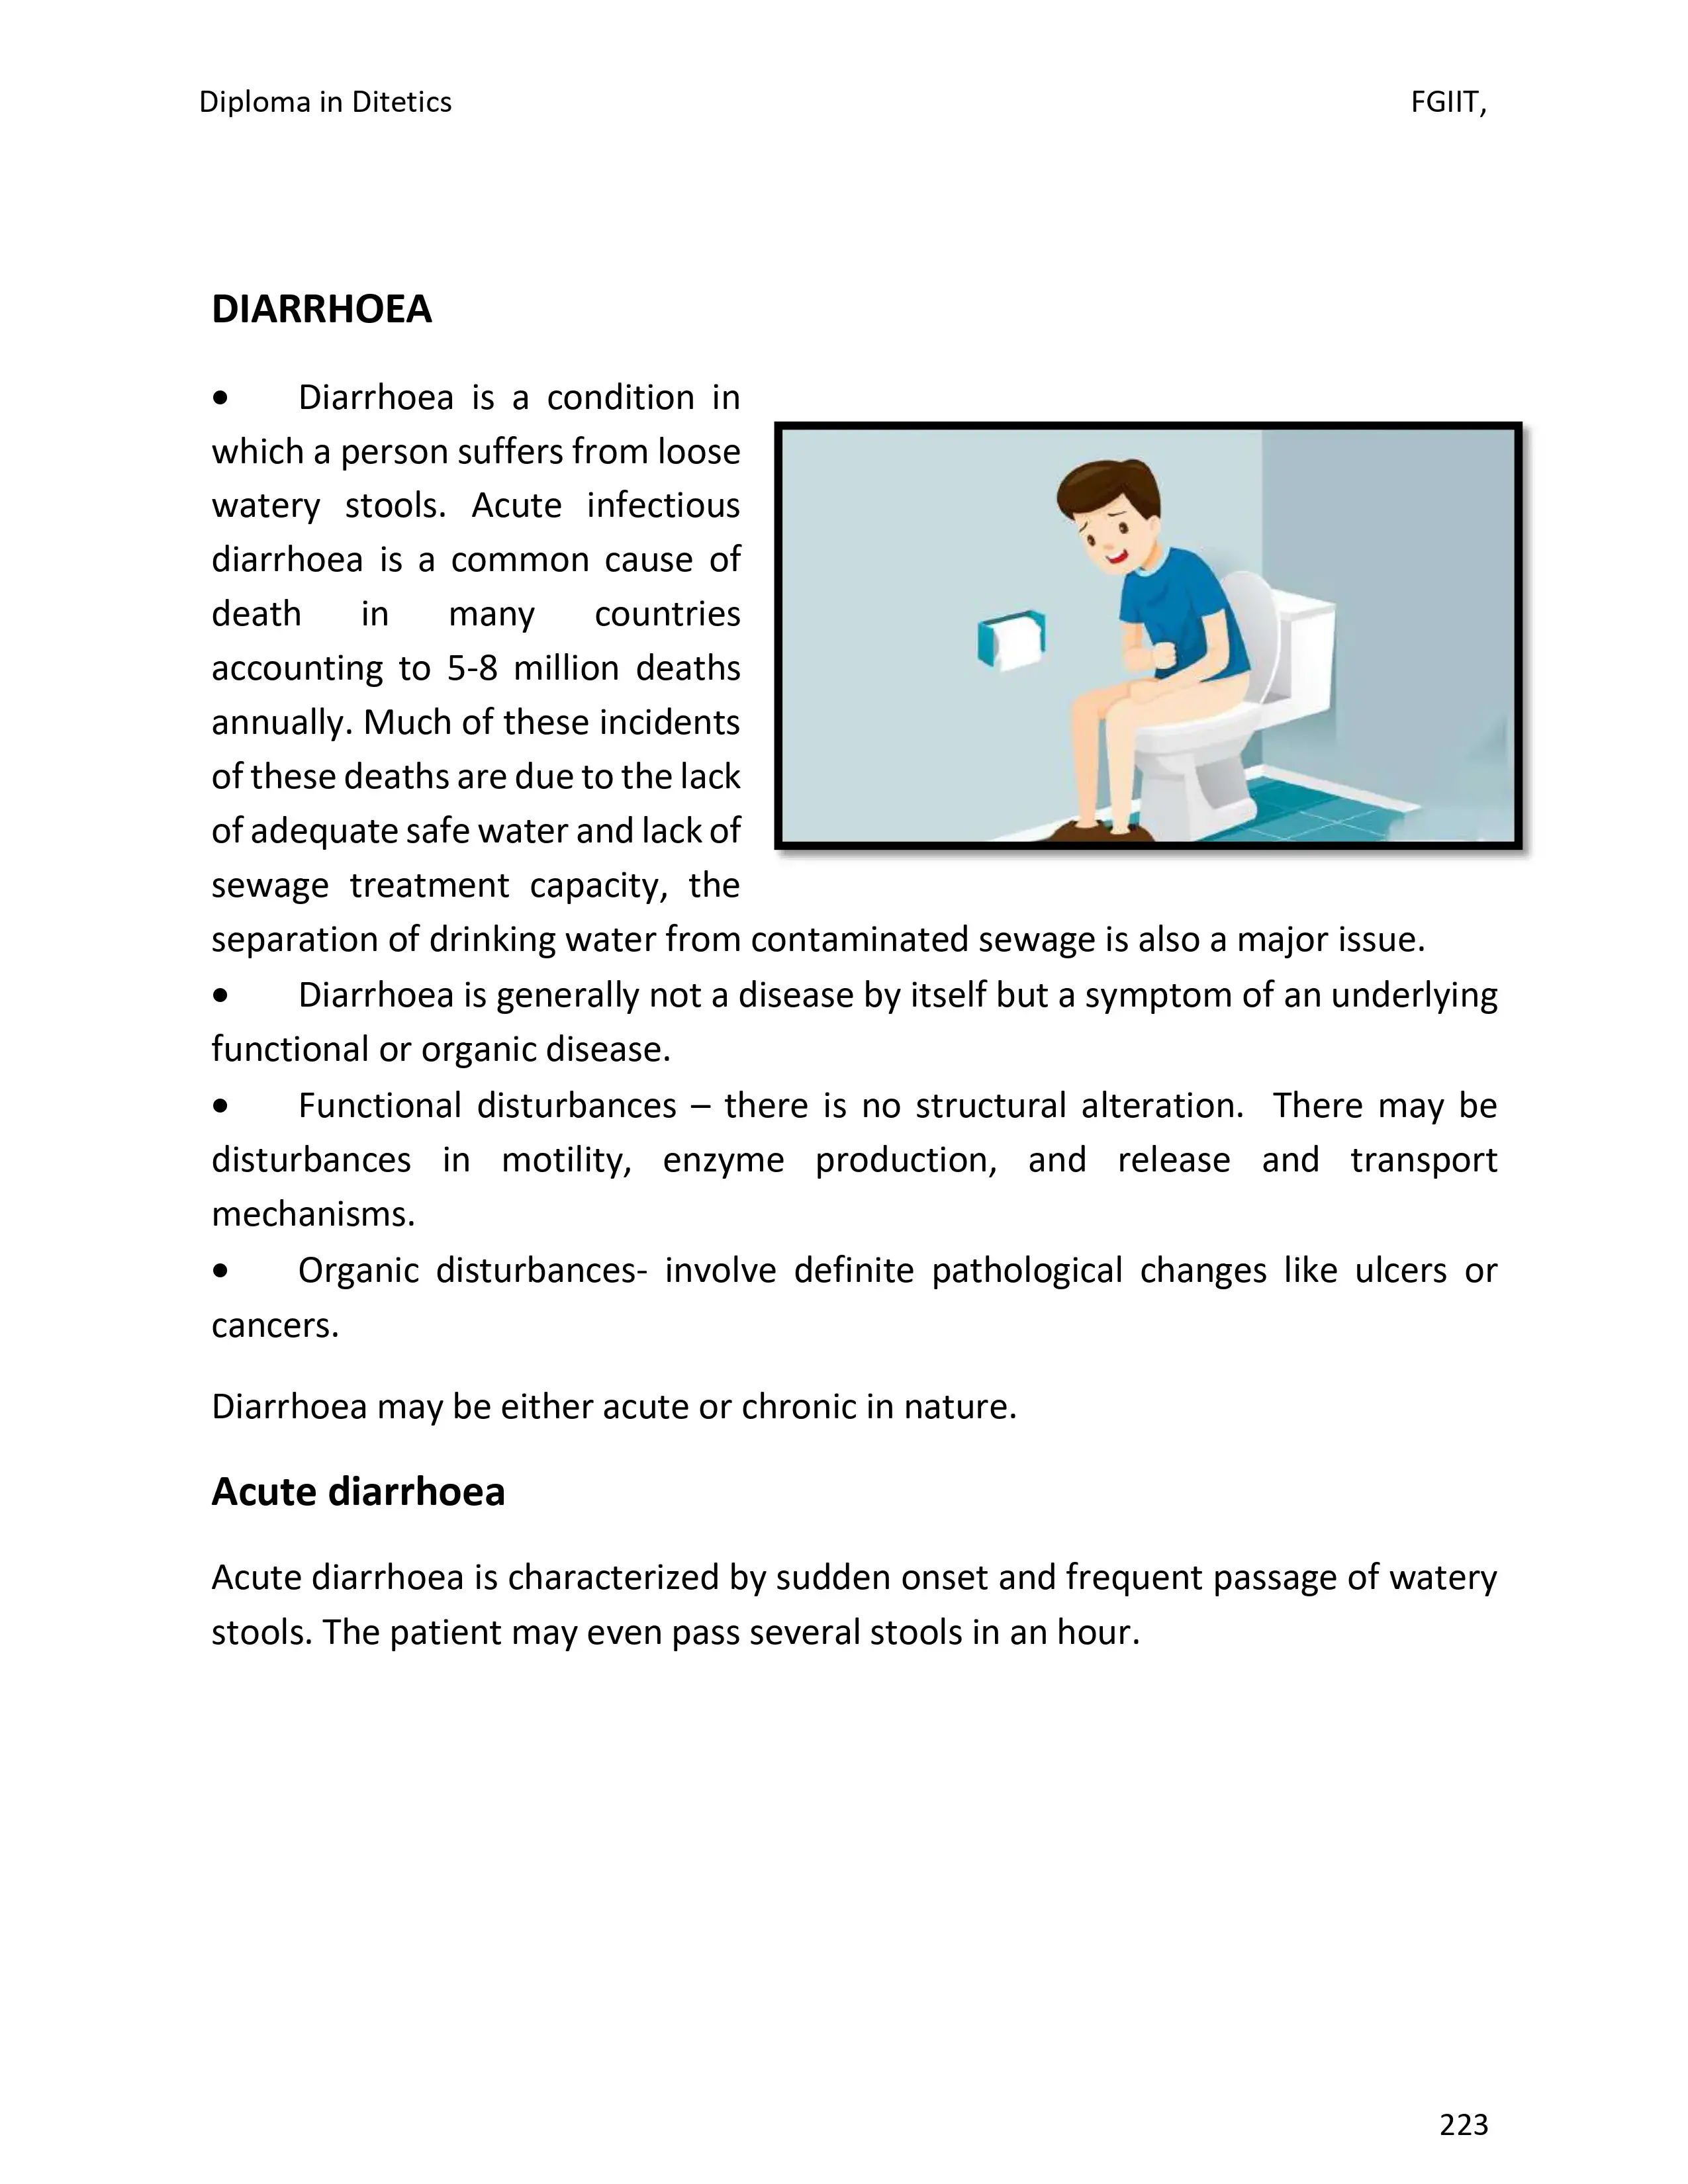 Diploma in Ditetics FGIIT,
DIARRHOEA
• Diarrhoea is a condition in
which a person suffers from loose
watery stools. Acute infectious
diarrhoea is a common cause of
death in many countries
accounting to 5-8 million deaths
annually. Much of these incidents
of these deaths are due to the lack
of adequate safe water and lack of
sewage treatment capacity, the
separation of drinking water from contaminated sewage is also a major issue.
• Diarrhoea is generally not a disease by itself but a symptom of an underlying
functional or organic disease.
• Functional disturbances – there is no structural alteration. There may be
disturbances in motility, enzyme production, and release and transport
mechanisms.
• Organic disturbances- involve definite pathological changes like ulcers or
cancers.
Diarrhoea may be either acute or chronic in nature.
Acute diarrhoea
Acute diarrhoea is characterized by sudden onset and frequent passage of watery
stools. The patient may even pass several stools in an hour.
223